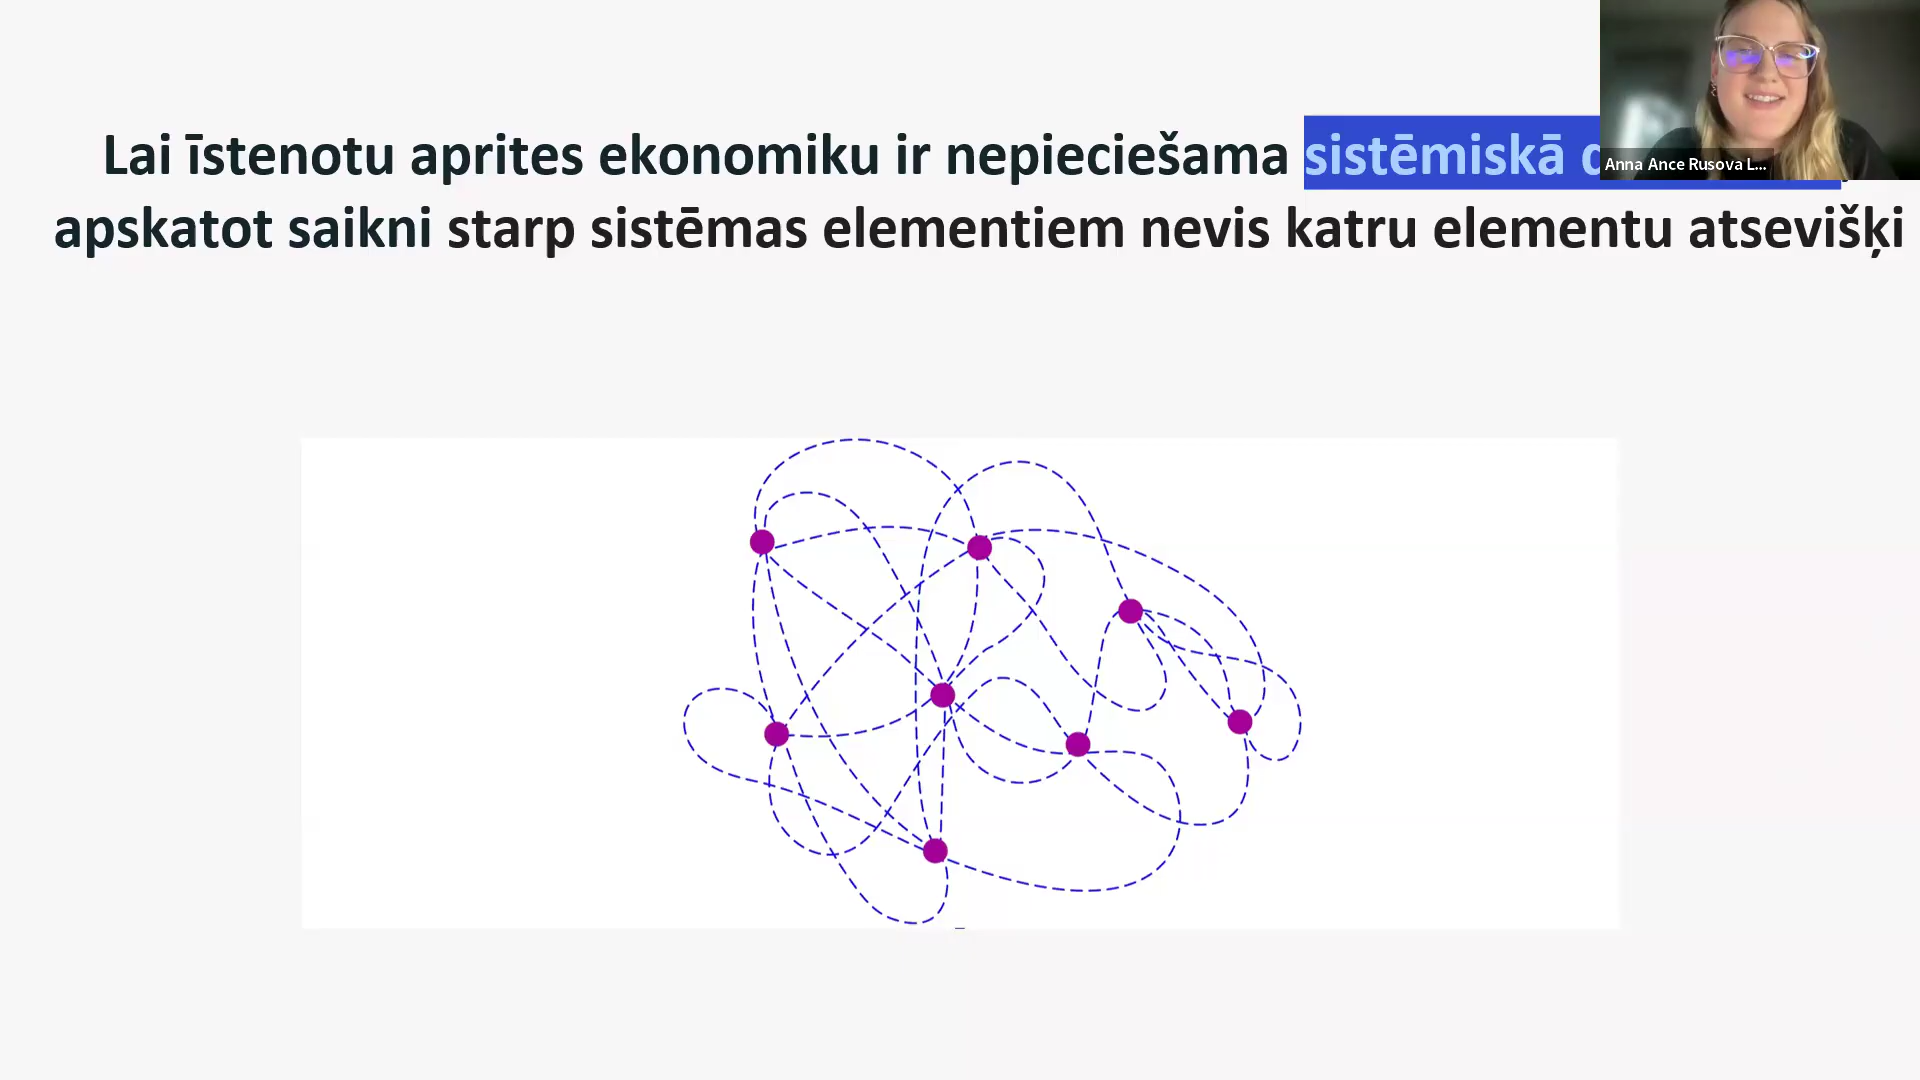 Lai īstenotu aprites ekonomiku ir nepieciešama sistēmiskā
apskatot saikni starp sistēmas elementiem nevis katru elementu atsevišķi
Anna Ance Rusova L...